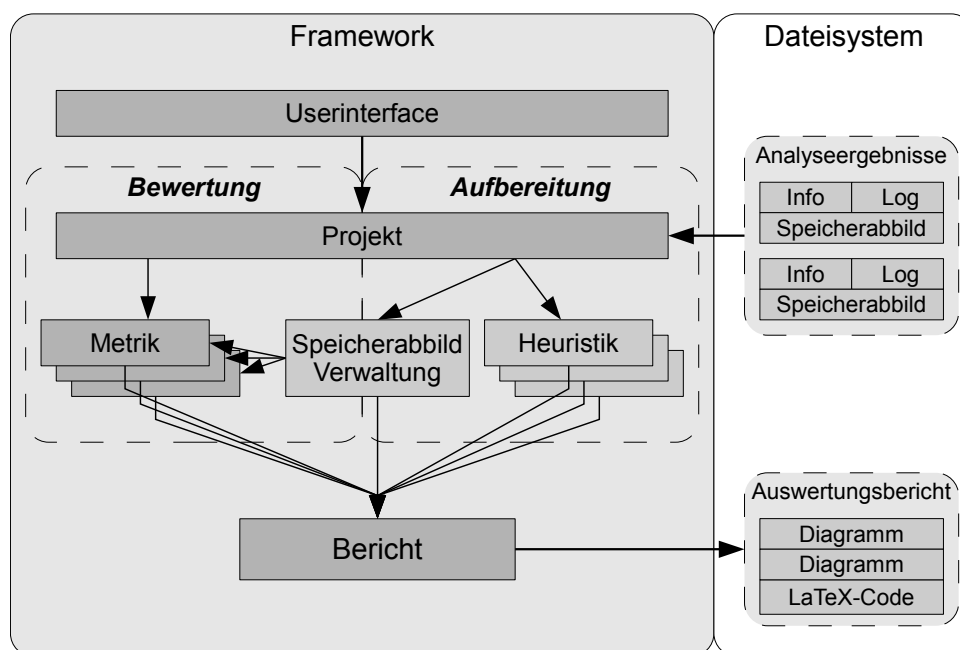 Framework
Dateisystem
Userinterface
Bewertung
Aufbereitung
Projekt
Metrik
Speicherabbild
Verwaltung
Heuristik
Bericht
Analyseergebnisse
Info
Log
Speicherabbild
Info
Log
Speicherabbild
Auswertungsbericht
Diagramm
Diagramm
LaTeX-Code